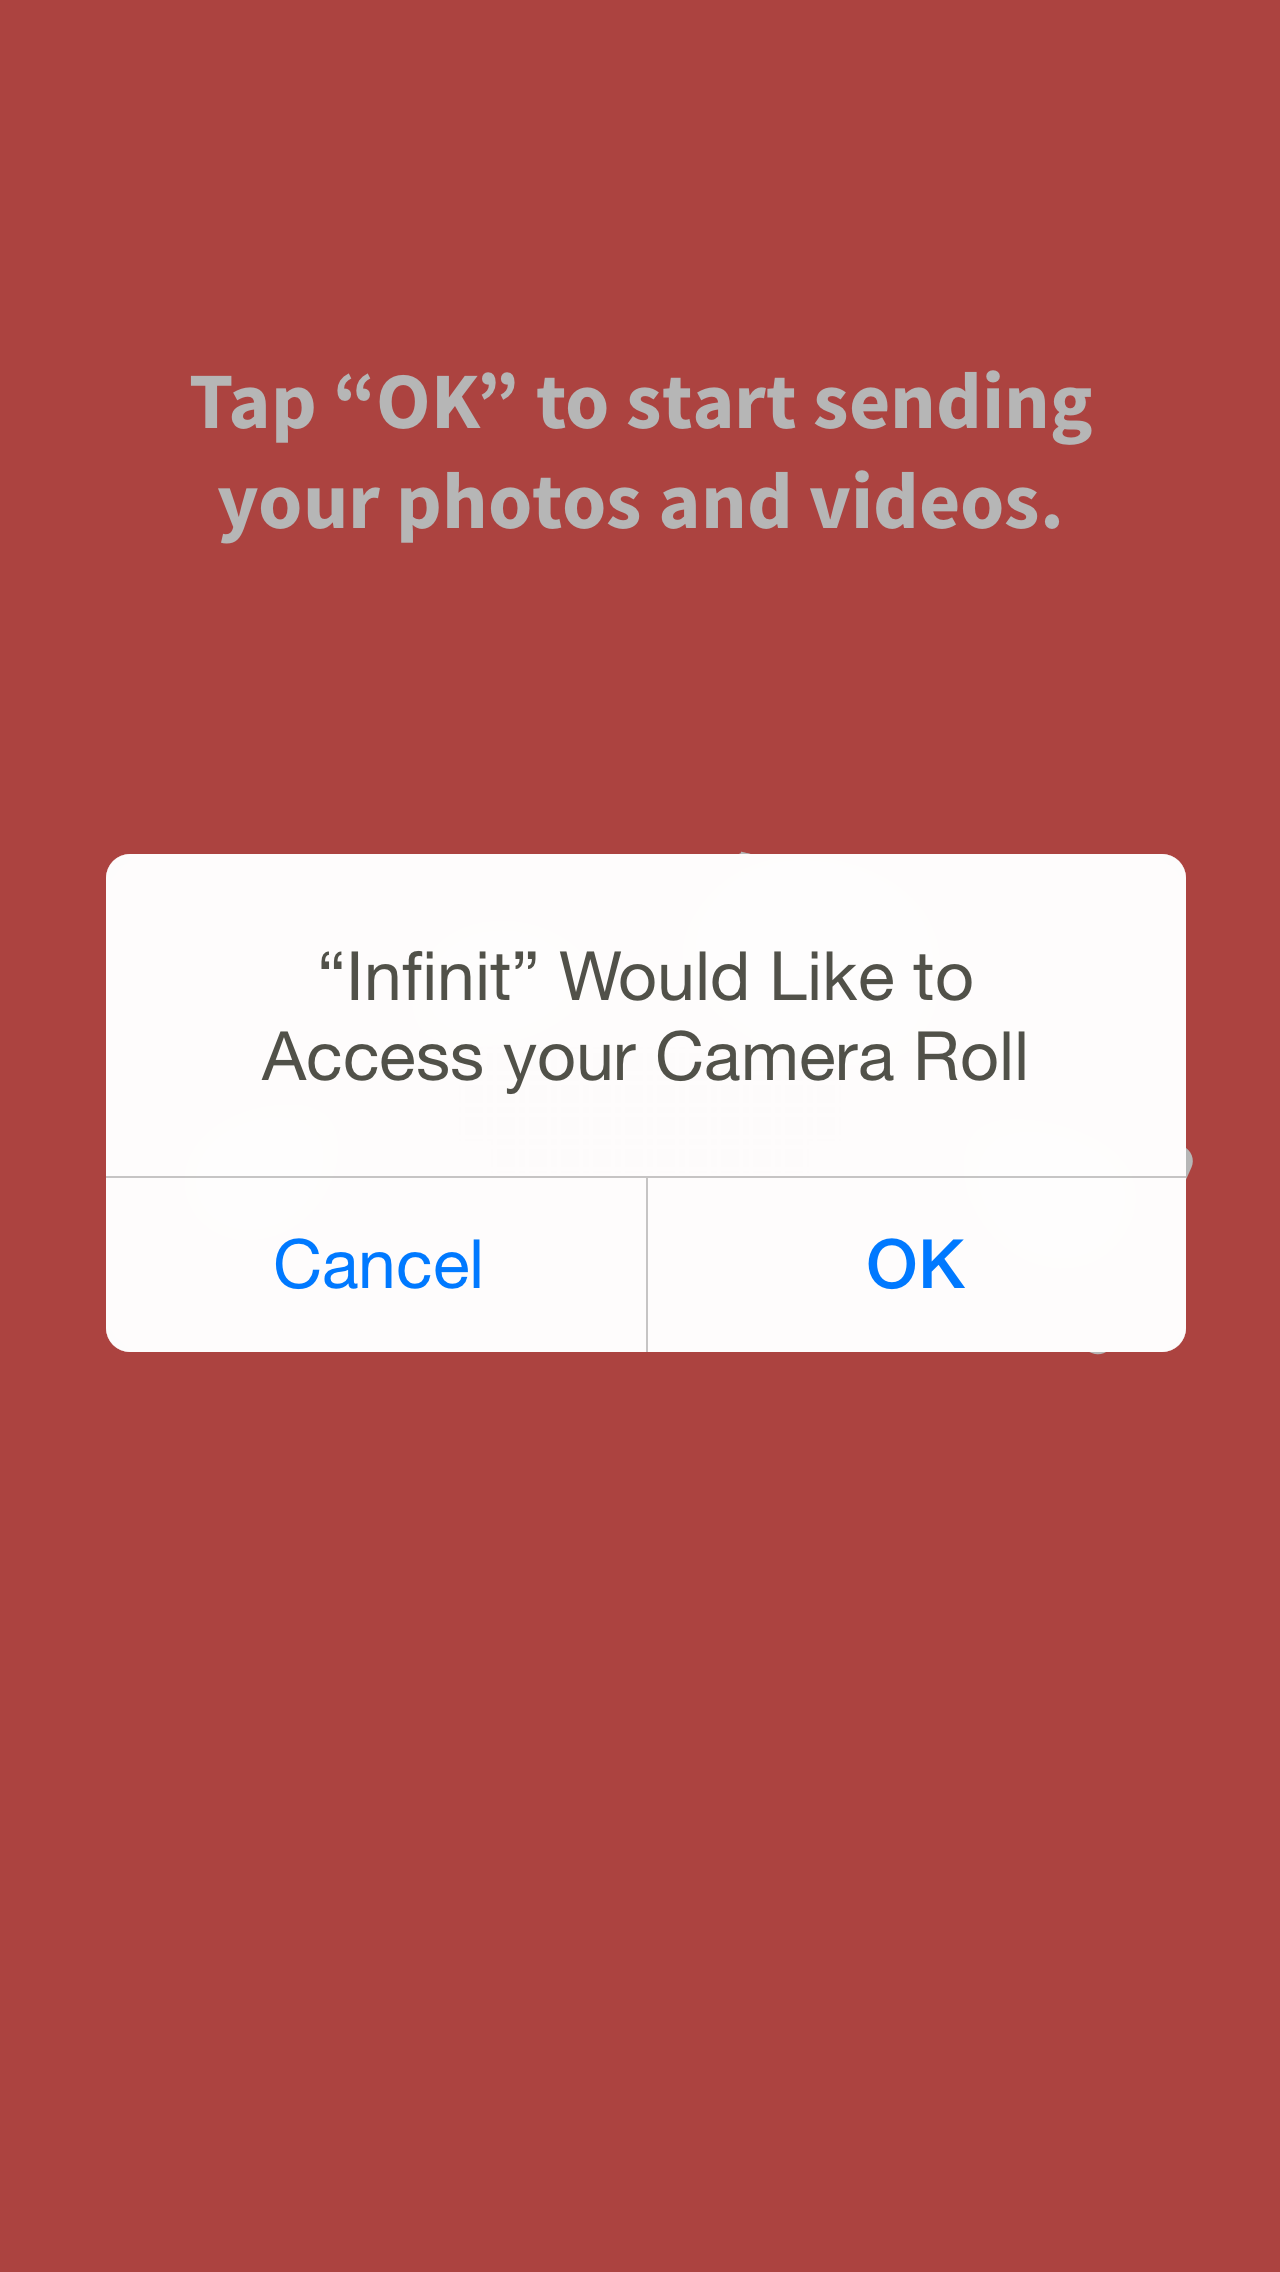 Tap “OK” to start sending
your photos and videos.
“Infinit” Would Like to
Access your Camera Roll
Cancel
OK